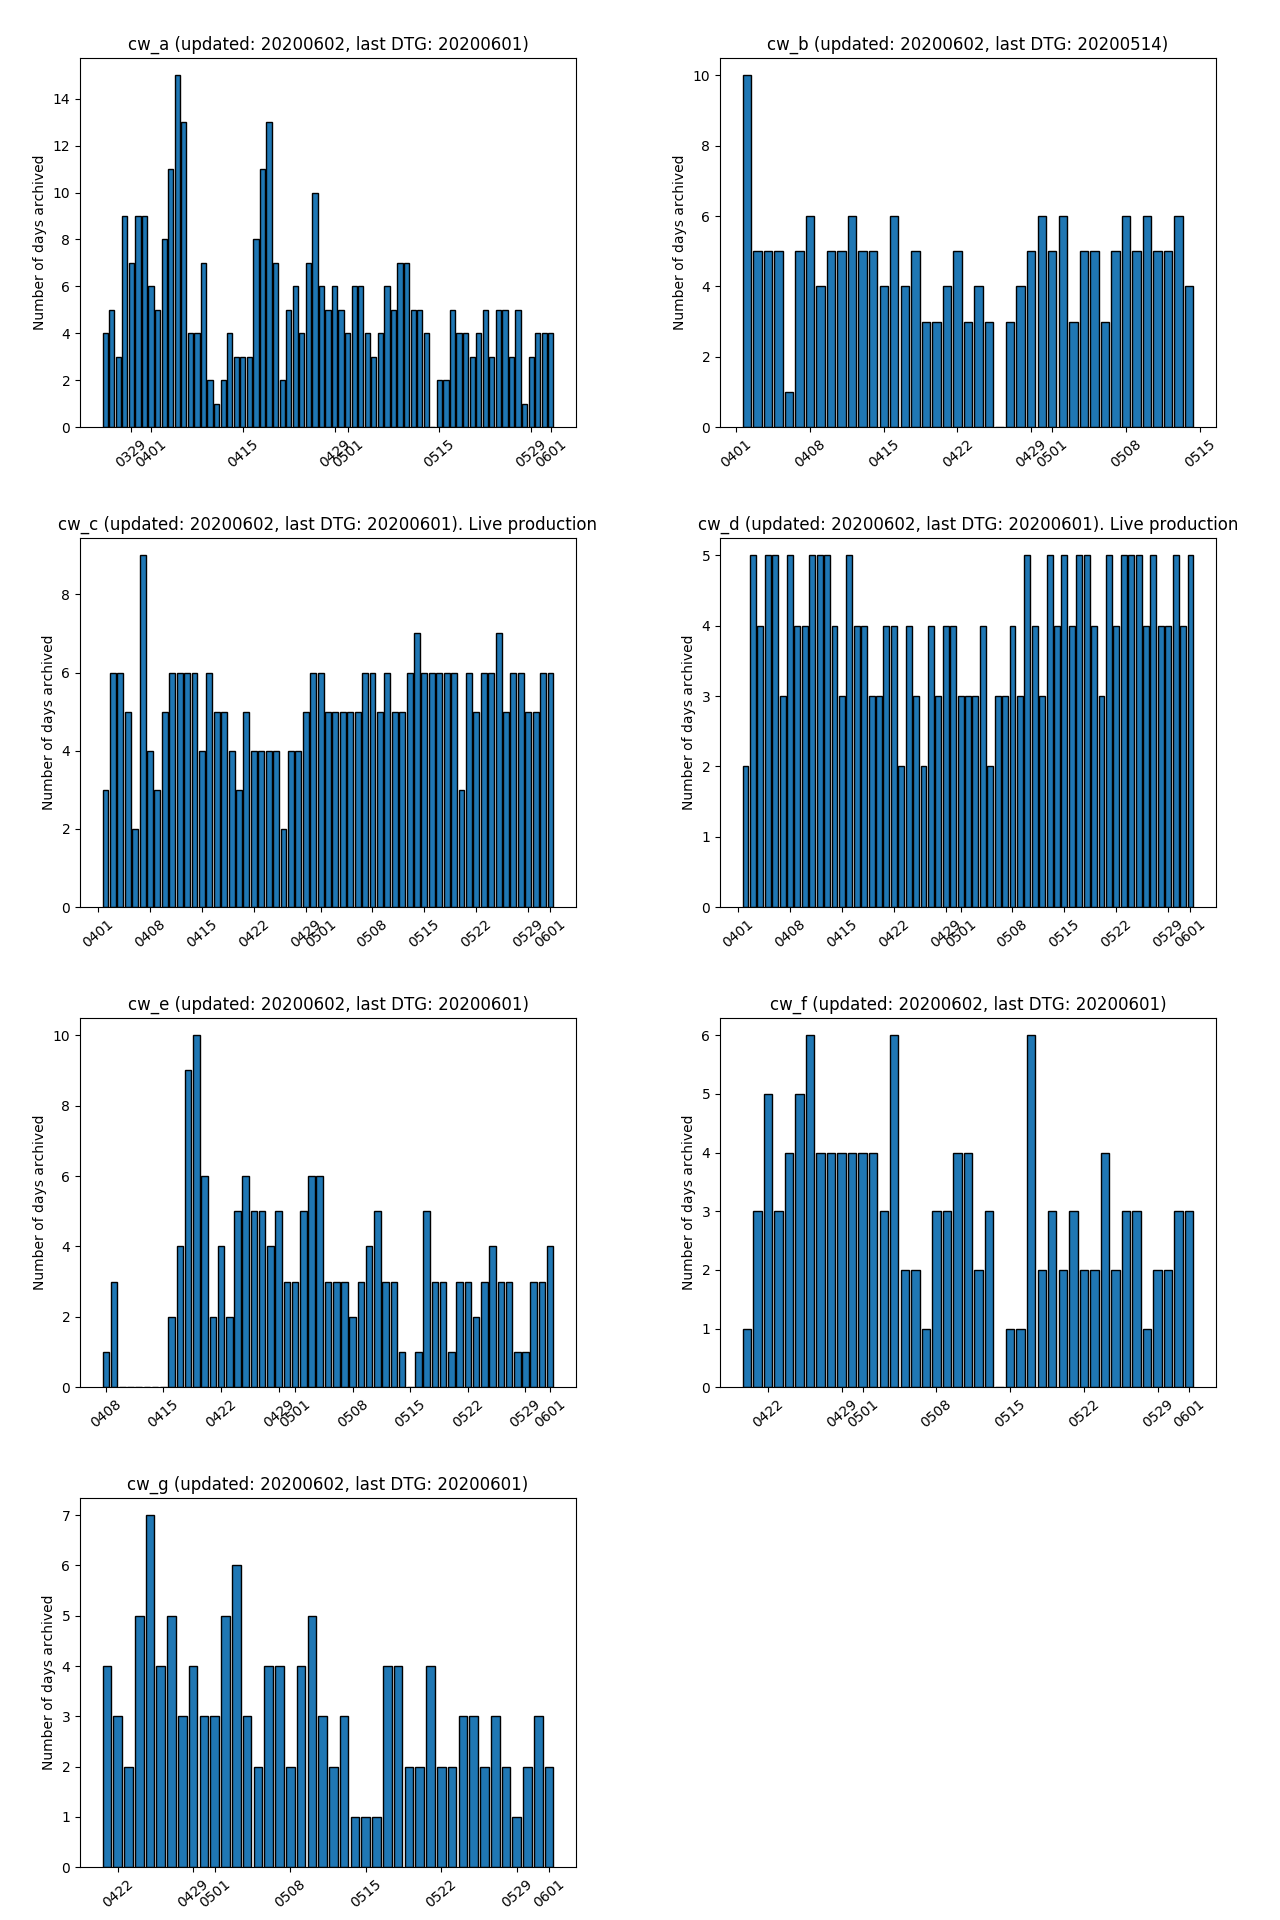 cw_a (updated: 20200602, last DTG: 20200601)
Number of days archived
14
12
10
8
6
4
2
0
0329 0401 0415 0429 0501 0515 0529 0601
cw_b (updated: 20200602, last DTG: 20200514)
Number of days archived
10
8
6
4
2
0
0401 0408 0415 0422 0429 0501 0508 0515
cw_c (updated: 20200602, last DTG: 20200601). Live production
Number of days archived
8
6
4
2
0
0401 0408 0415 0422 0429 0501 0508 0515 0522 0529 0601
cw_d (updated: 20200602, last DTG: 20200601). Live production
Number of days archived
5
4
3
2
1
0
0401 0408 0415 0422 0429 0501 0508 0515 0522 0529 0601
cw_e (updated: 20200602, last DTG: 20200601)
Number of days archived
10
8
6
4
2
0
0408 0415 0422 0429 0501 0508 0515 0522 0529 0601
cw_f (updated: 20200602, last DTG: 20200601)
Number of days archived
6
5
4
3
2
1
0
0422 0429 0501 0508 0515 0522 0529 0601
cw_g (updated: 20200602, last DTG: 20200601)
Number of days archived
7
6
5
4
3
2
1
0
0422 0429 0501 0508 0515 0522 0529 0601